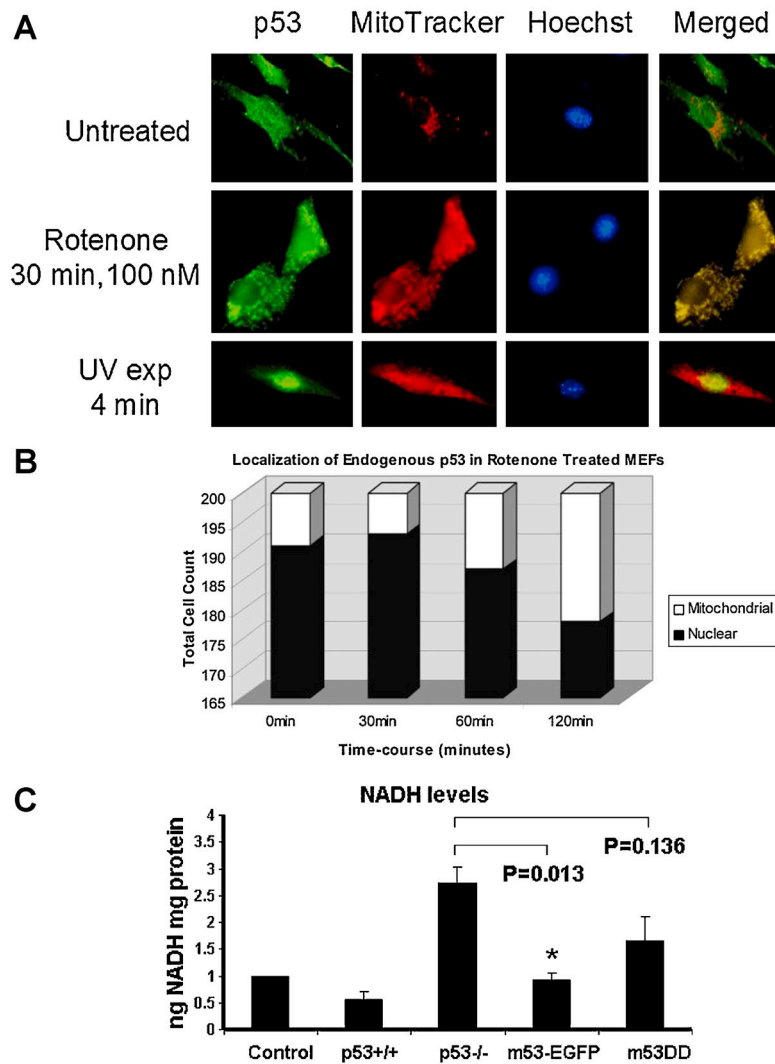 A
p53 MitoTracker Hoechst Merged
Untreated
Rotenone
30 min,100 nM
UV exp
4 min
B
Localization of Endogenous p53 in Rotenone Treated MEFs
Total Cell Count
200
195
190
185
180
175
170
165
0min 30min 60min 120min
Time-course (minutes)
Mitochondrial
Nuclear
C
NADH levels
ng NADH mg protein
4
3.5
3
2.5
2
1.5
1
0.5
0
P=0.013
P=0.136
*
Control p53+/+ p53-/- m53-EGFP m53DD